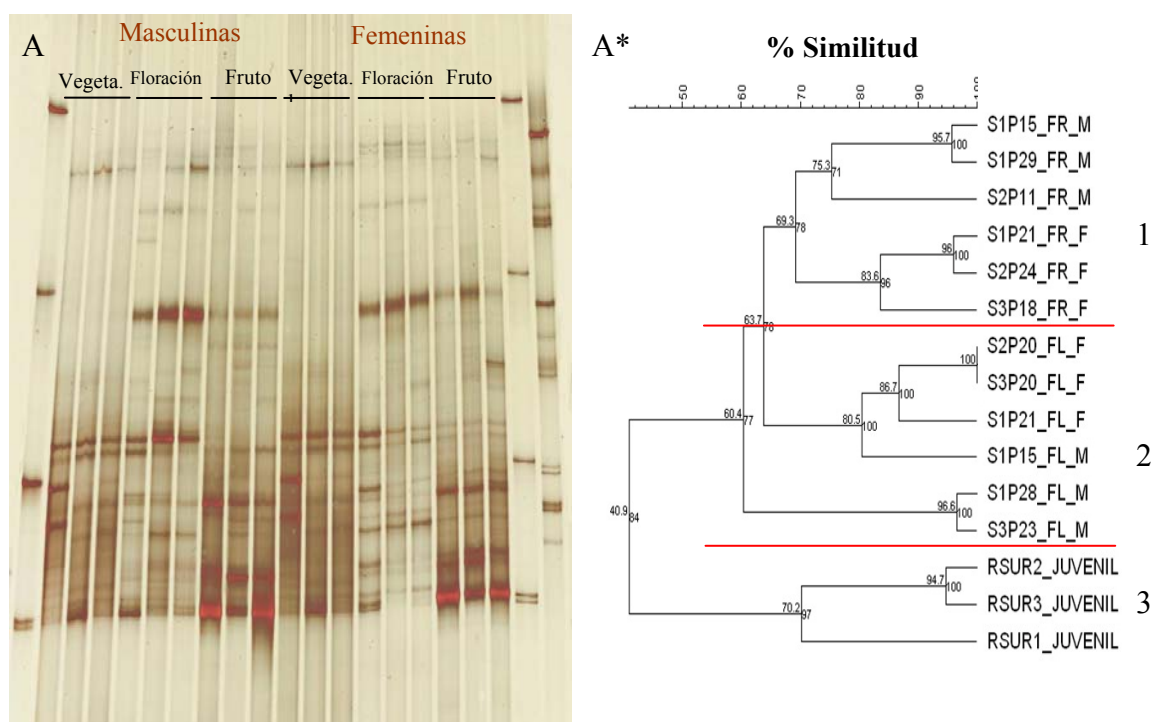 A
Masculinas
Femeninas
Vegeta.
Floración
Fruto
Vegeta.
Floración
Fruto
A*
% Similitud
50
60
70
80
90
100
S1P15_FR_M
S1P29_FR_M
S2P11_FR_M
S1P21_FR_F
S2P24_FR_F
S3P18_FR_F
S2P20_FL_F
S3P20_FL_F
S1P21_FL_F
S1P15_FL_M
S1P28_FL_M
S3P23_FL_M
RSUR2_JUVENIL
RSUR3_JUVENIL
RSUR1_JUVENIL
95.7
100
75.3
71
69.3
78
96
100
83.6
96
63.7
78
100
86.7
100
80.5
100
60.4
77
96.6
100
40.9
84
94.7
100
70.2
97
1
2
3